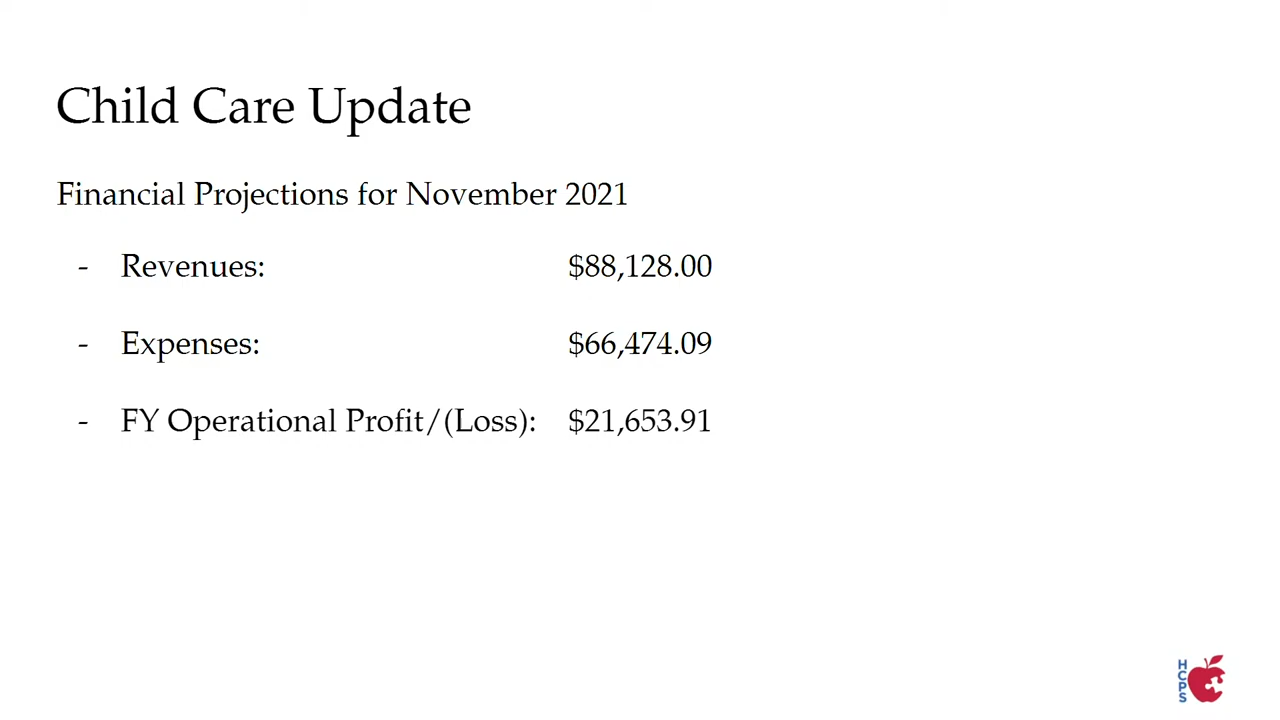 Child Care Update
Financial Projections for November 2021
- Revenues: $88,128.00
- Expenses: $66,474.09
- FY Operational Profit/(Loss): $21,653.91
HCPS